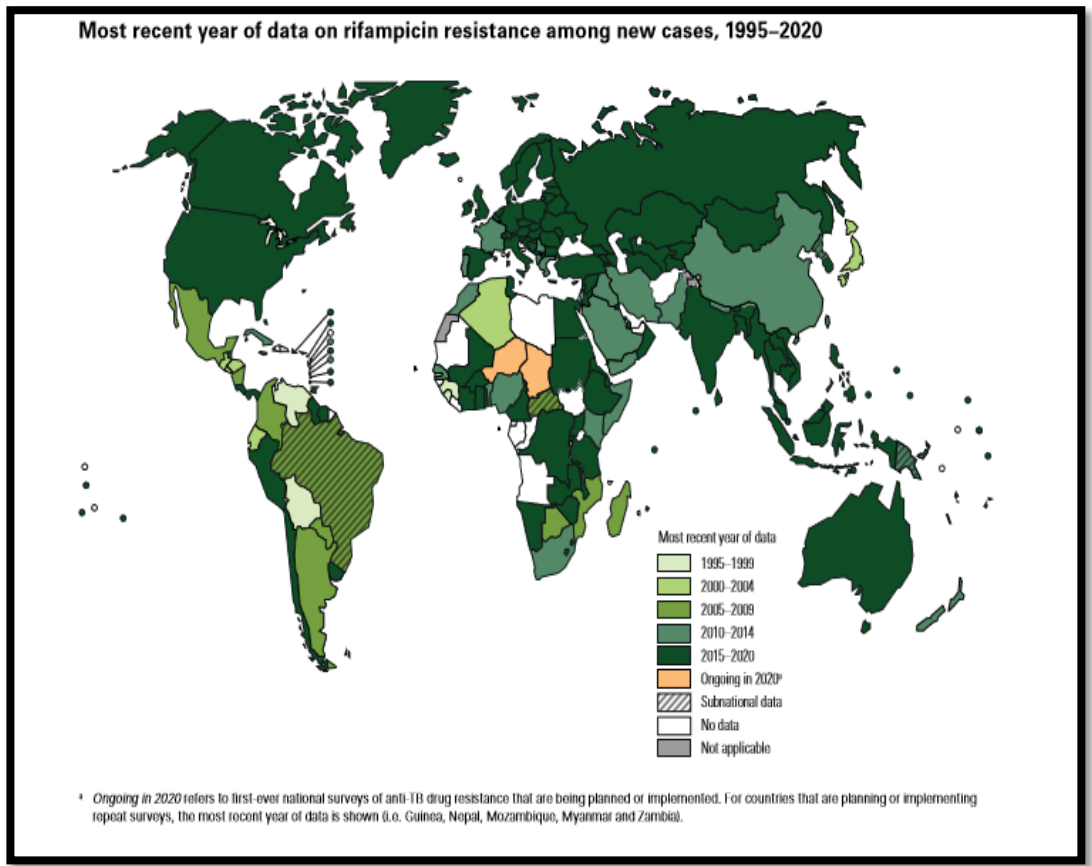 Most recent year of data on rifampicin resistance among new cases, 1995–2020
Most recent year of data
1995–1999
2000–2004
2005–2009
2010–2014
2015–2020
Ongoing in 2020ᵃ
Subnational data
No data
Not applicable
ᵃ Ongoing in 2020 refers to first-ever national surveys of anti-TB drug resistance that are being planned or implemented. For countries that are planning or implementing
repeat surveys, the most recent year of data is shown (i.e. Guinea, Nepal, Mozambique, Myanmar and Zambia).